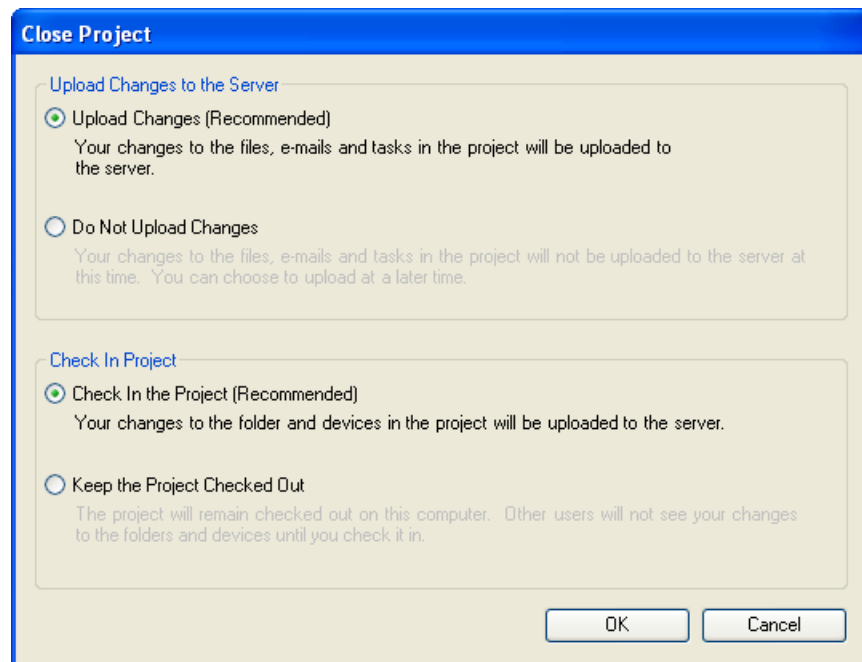 Close Project
Upload Changes to the Server
Upload Changes (Recommended)
Your changes to the files, e-mails and tasks in the project will be uploaded to
the server.
Do Not Upload Changes
Your changes to the files, e-mails and tasks in the project will not be uploaded to the server at
this time.  You can choose to upload at a later time.
Check In Project
Check In the Project (Recommended)
Your changes to the folder and devices in the project will be uploaded to the server.
Keep the Project Checked Out
The project will remain checked out on this computer.  Other users will not see your changes
to the folders and devices until you check it in.
OK
Cancel